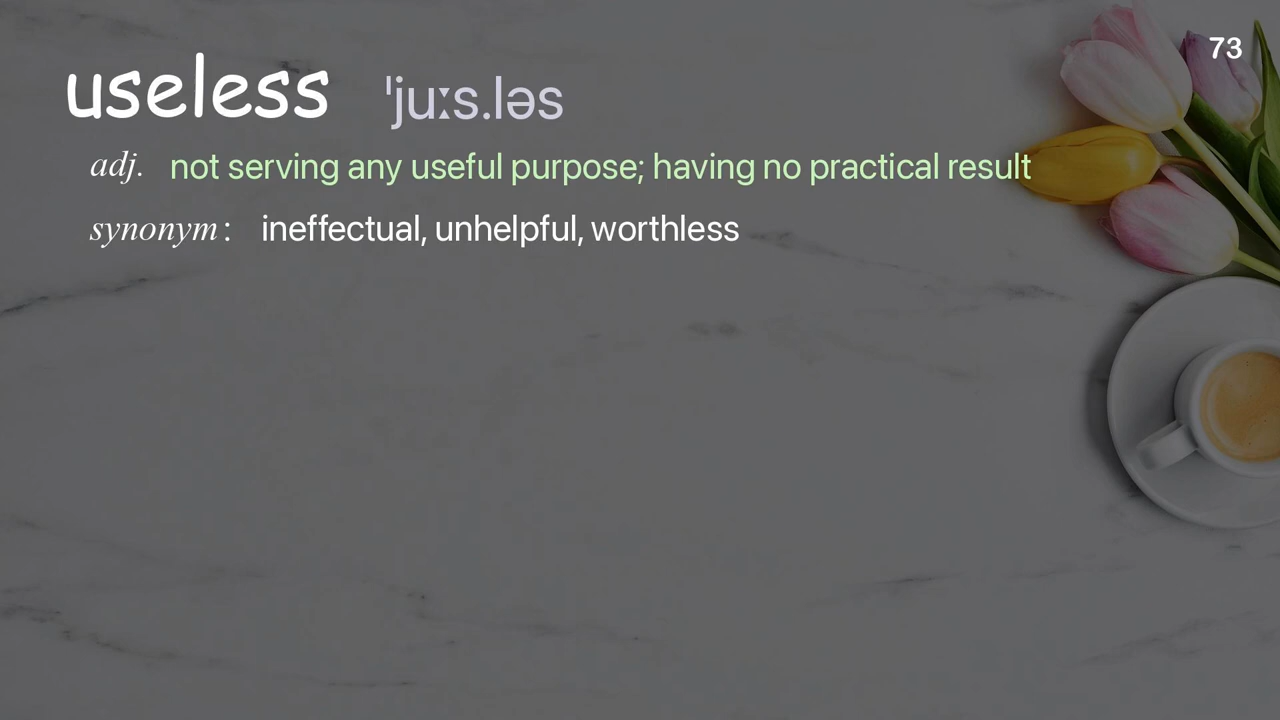 73
useless ˈjuːs.ləs
adj. not serving any useful purpose; having no practical result
synonym : ineffectual, unhelpful, worthless